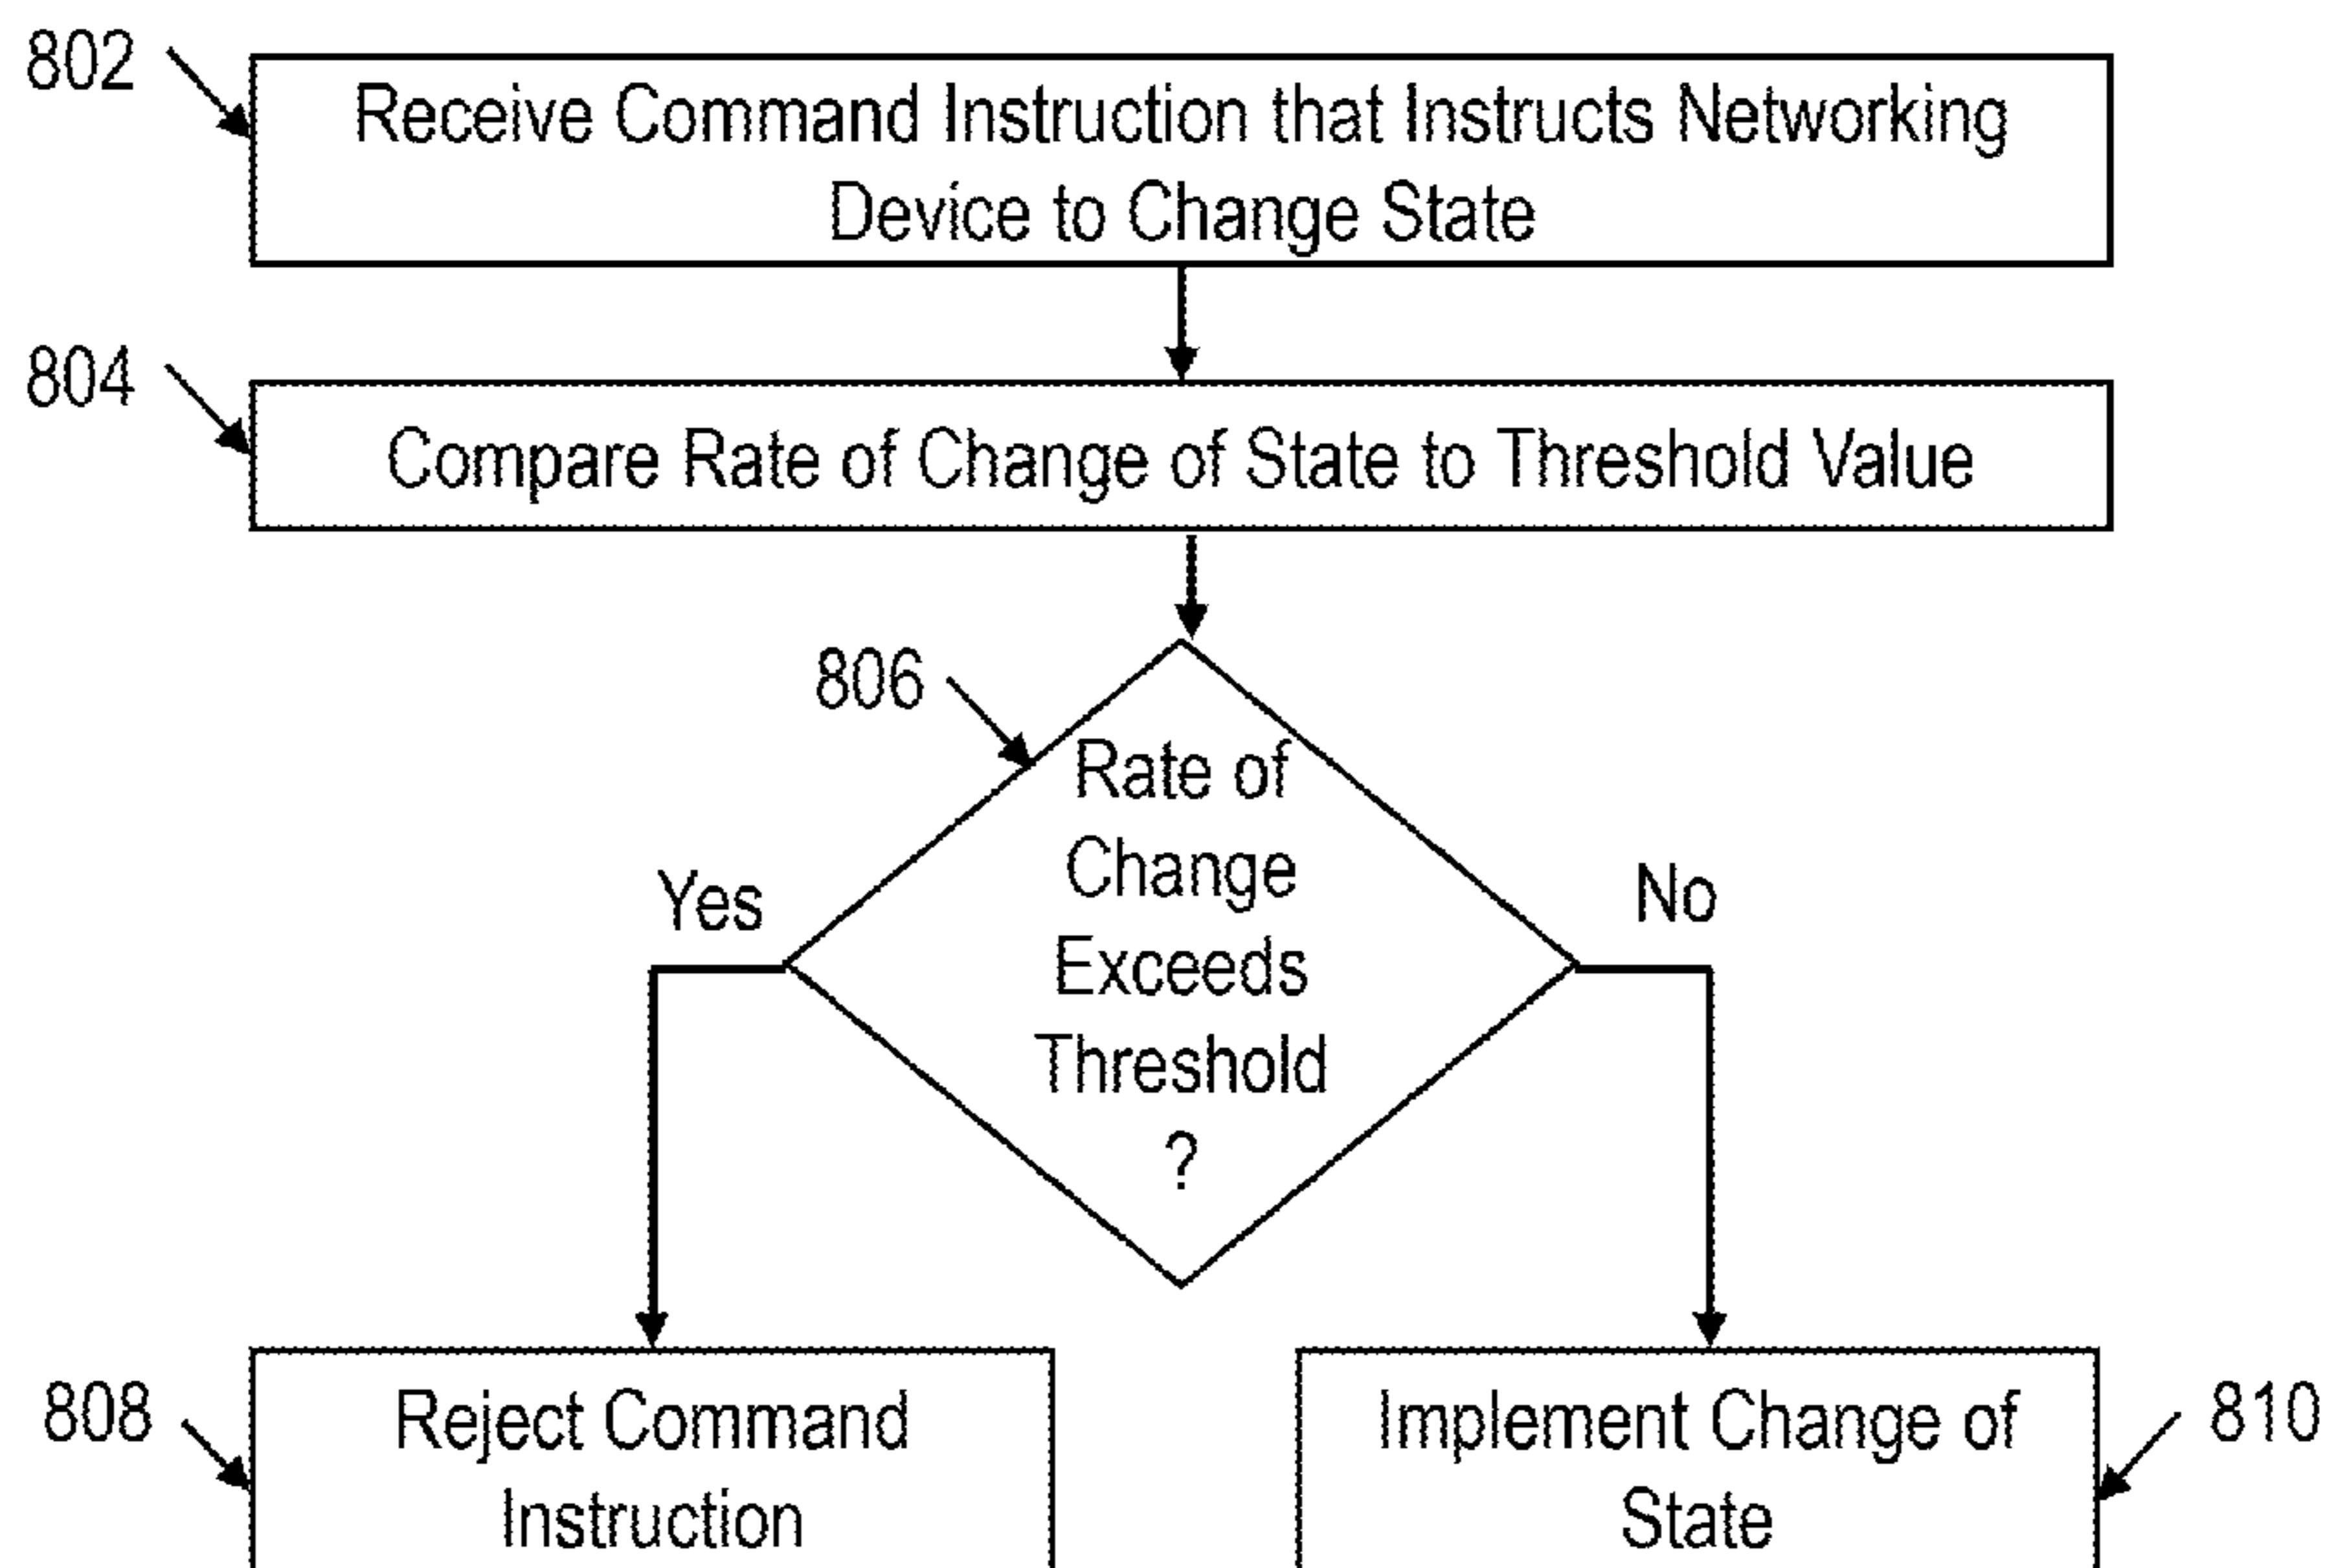 802
Receive Command Instruction that Instructs Networking
Device to Change State
804
Compare Rate of Change of State to Threshold Value
806
Rate of
Change
Exceeds
Threshold
?
Yes
No
808
Reject Command
Instruction
Implement Change of
State
810